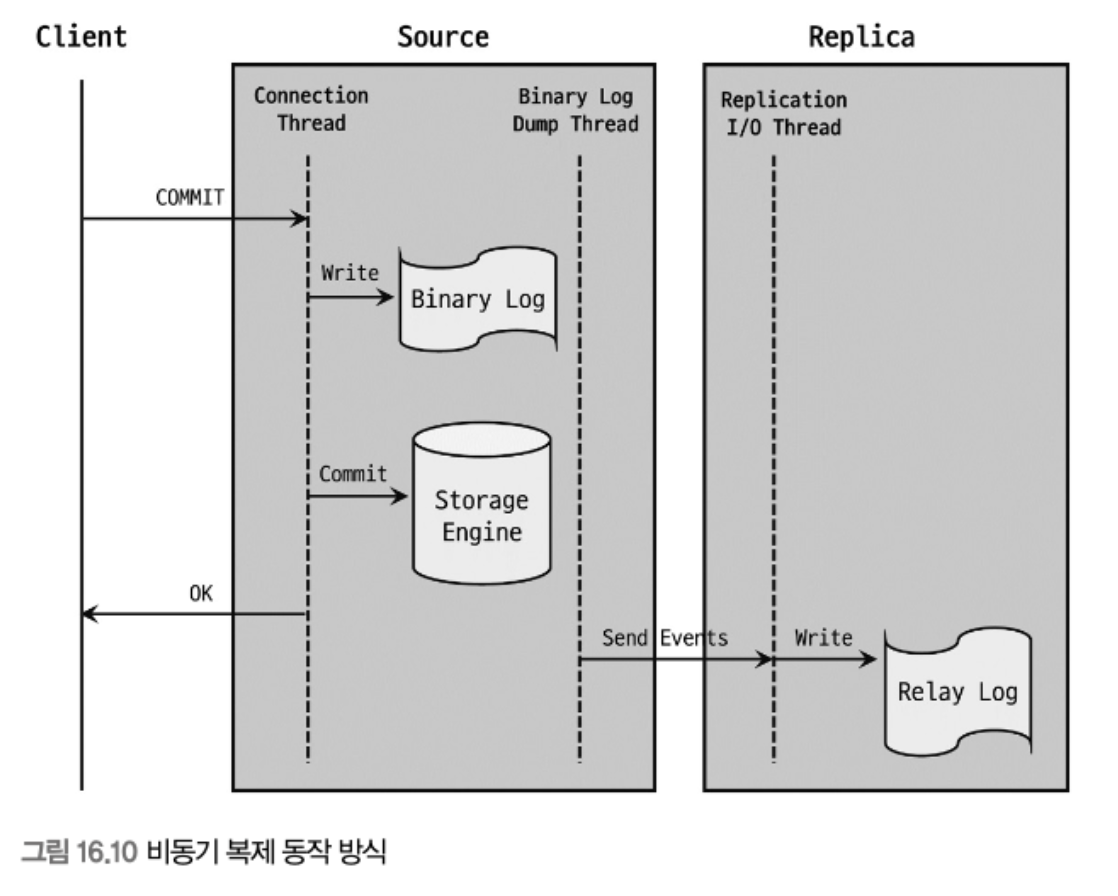 Client
Source
Replica
Connection
Thread
Binary Log
Dump Thread
Replication
I/O Thread
COMMIT
Write
Binary Log
Commit
Storage
Engine
OK
Send Events
Write
Relay Log
그림 16.10 비동기 복제 동작 방식